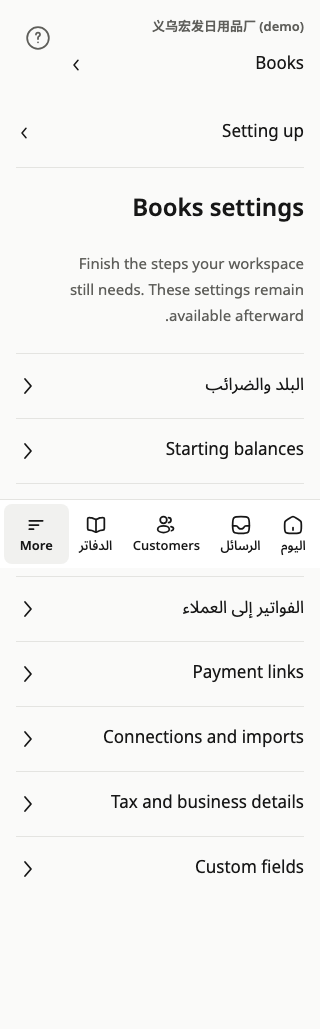 义乌宏发日用品厂 (demo)
Books
Setting up
Books settings
Finish the steps your workspace
still needs. These settings remain
.available afterward
البلد والضرائب
Starting balances
اليوم
الرسائل
Customers
الدفاتر
More
الفواتير إلى العملاء
Payment links
Connections and imports
Tax and business details
Custom fields